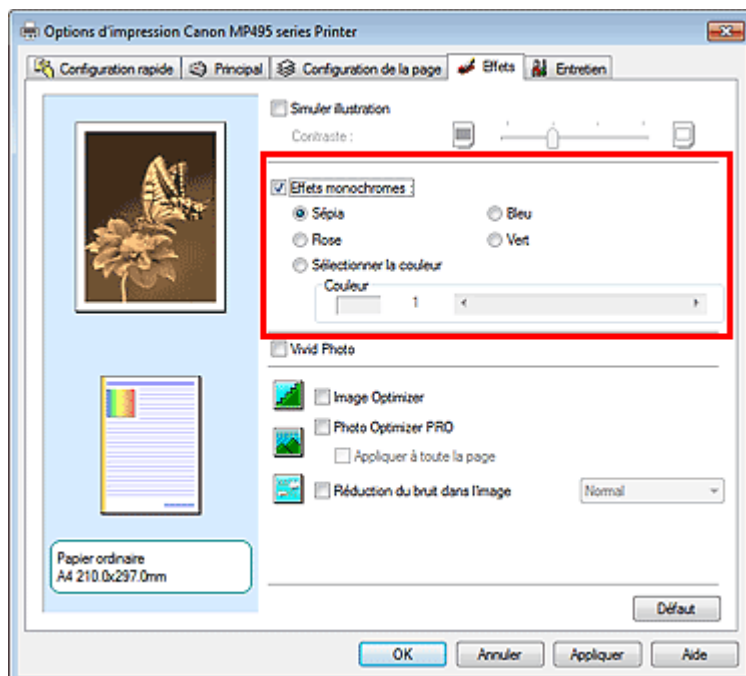 Options d'impression Canon MP495 series Printer
Configuration rapide Principal Configuration de la page Effets Entretien
Simuler illustration
Contraste :
Effets monochromes :
Sépia Bleu
Rose Vert
Sélectionner la couleur
Couleur
1
Vivid Photo
Image Optimizer
Photo Optimizer PRO
Appliquer à toute la page
Réduction du bruit dans l'image Normal
Papier ordinaire
A4 210.0x297.0mm
Défaut
OK Annuler Appliquer Aide